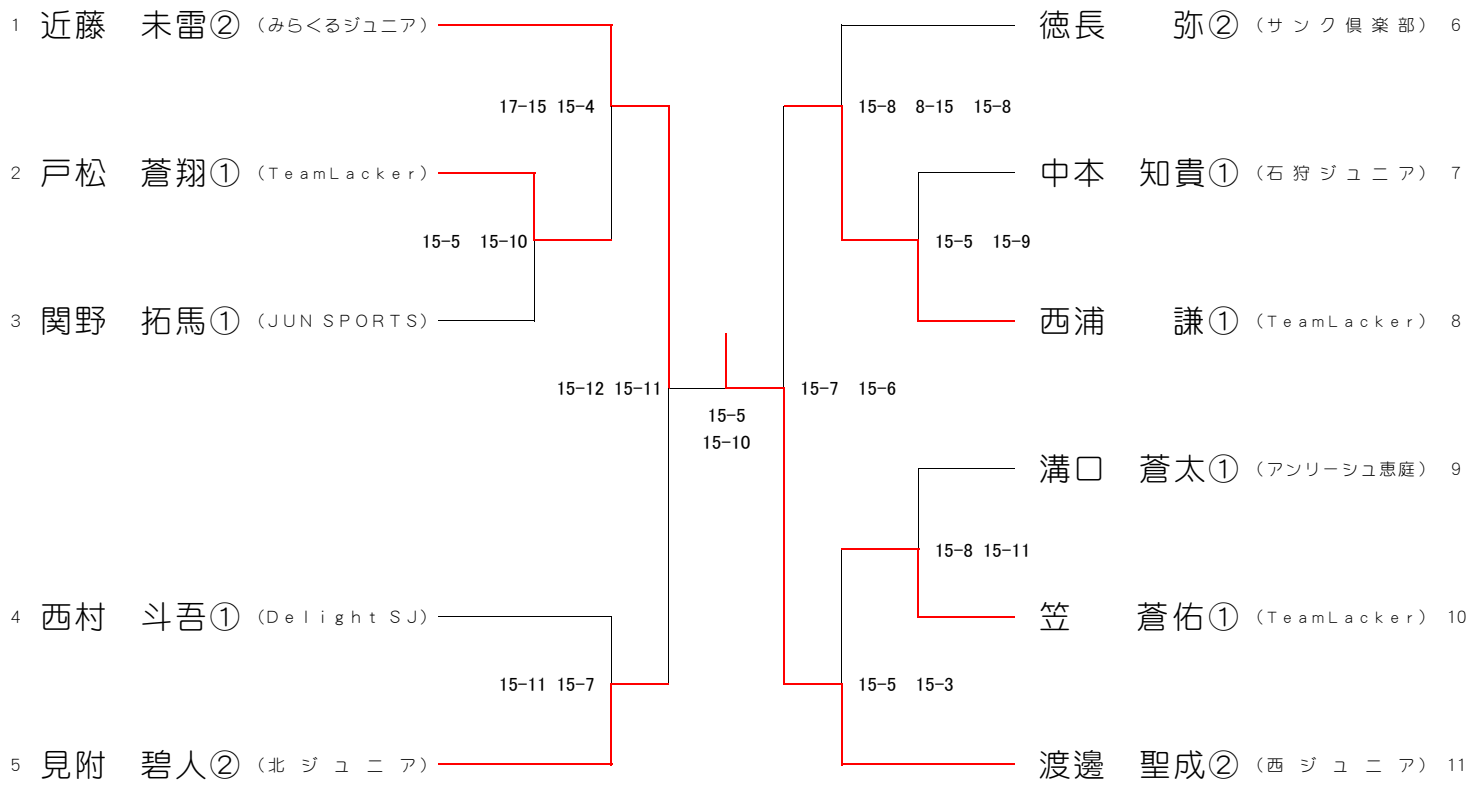 1 近藤 未雷② (みらくるジュニア)
17-15 15-4
2 戸松 蒼翔① (TeamLacker)
15-5 15-10
3 関野 拓馬① (JUN SPORTS)
15-12 15-11
4 西村 斗吾① (Delight SJ)
15-11 15-7
5 見附 碧人② (北ジュニア)
15-5
15-10
徳長 弥② (サンク倶楽部) 6
15-8 8-15 15-8
中本 知貴① (石狩ジュニア) 7
15-5 15-9
西浦 謙① (TeamLacker) 8
15-7 15-6
溝口 蒼太① (アンリーシュ恵庭) 9
15-8 15-11
笠 蒼佑① (TeamLacker) 10
15-5 15-3
渡邊 聖成② (西ジュニア) 11